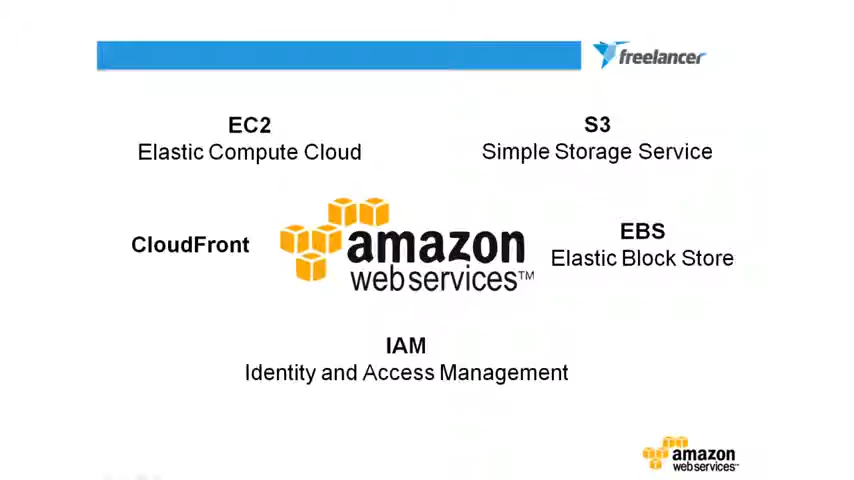 freelancer
EC2
Elastic Compute Cloud
S3
Simple Storage Service
CloudFront
amazon
webservices™
EBS
Elastic Block Store
IAM
Identity and Access Management
amazon
webservices™